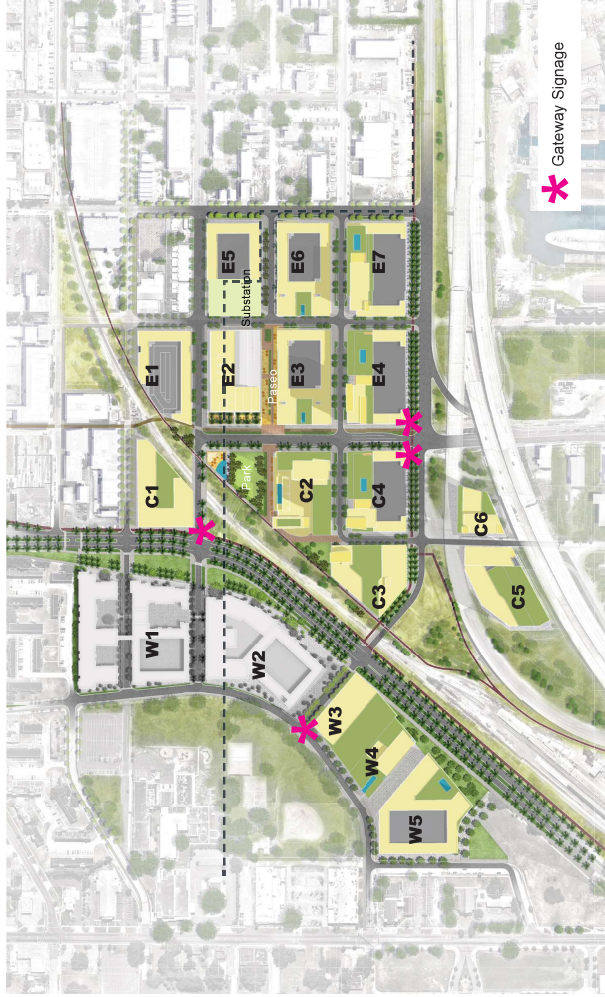 Gateway Signage
E1
E5
E2
Substation
E6
E3
Paseo
E7
E4
C1
Park
C2
C4
C3
C6
C5
W1
W2
W3
W4
W5